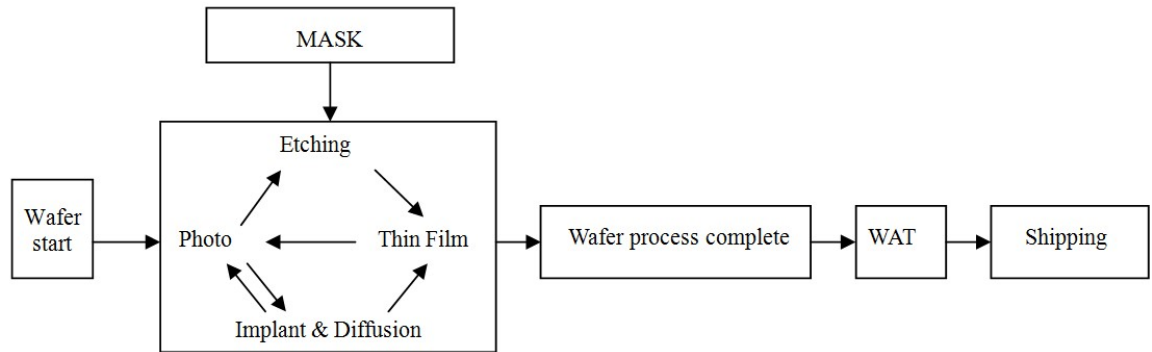 MASK
Etching
Wafer
start
Photo
Thin Film
Implant & Diffusion
Wafer process complete
WAT
Shipping